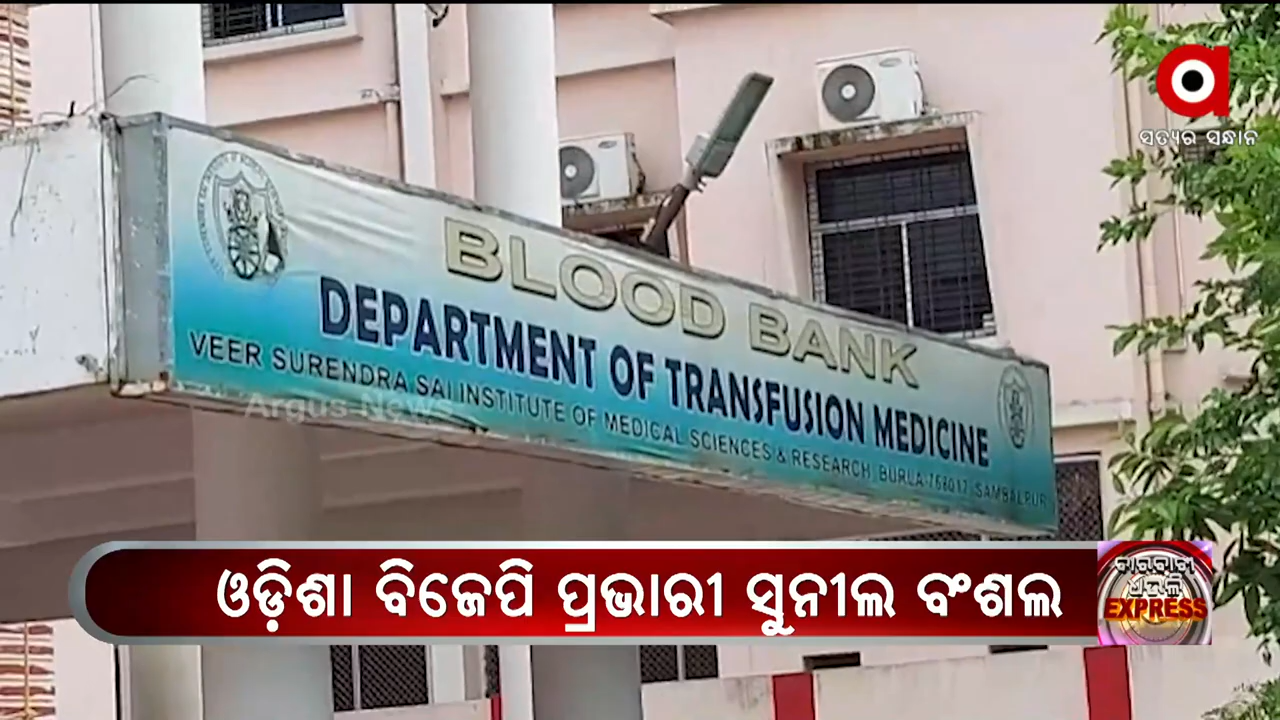 ସତ୍ୟର ସନ୍ଧାନ
BLOOD BANK
DEPARTMENT OF TRANSFUSION MEDICINE
VEER SURENDRA SAI INSTITUTE OF MEDICAL SCIENCES & RESEARCH, BURLA-768017, SAMBALPUR
Argus News
ଓଡ଼ିଶା ବିଜେପି ପ୍ରଭାରୀ ସୁନୀଲ ବଂଶଲ
EXPRESS